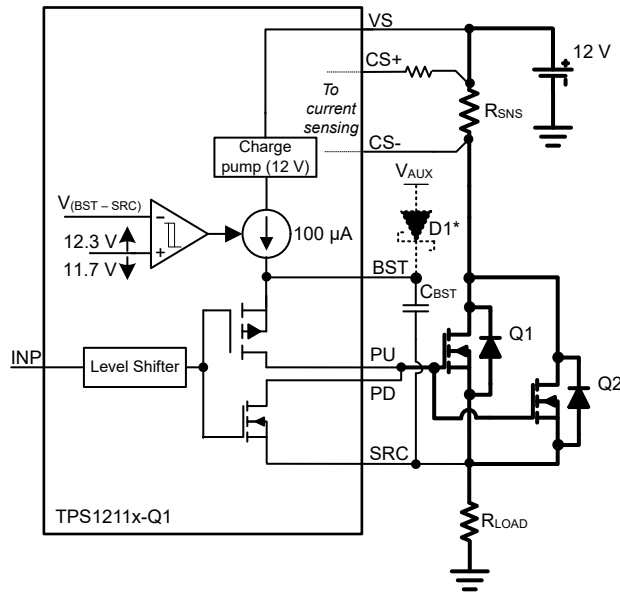 VS
CS+
12 V
To
current
sensing
RSNS
CS-
Charge
pump (12 V)
VAUX
V(BST – SRC)
D1*
12.3 V
100 µA
11.7 V
BST
CBST
Q1
INP
Level Shifter
PU
Q2
PD
SRC
RLOAD
TPS1211x-Q1